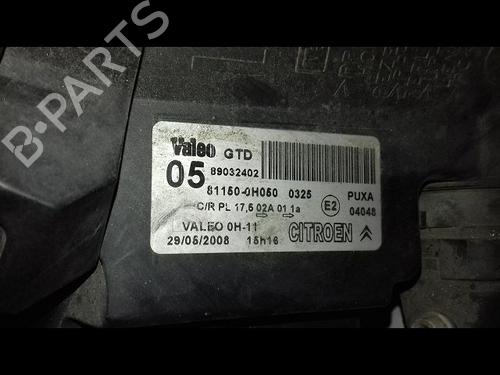 B-PARTS
Valeo GTD
05 89032402
81150-0H050 0325 PUXA
C/R PL 17,5 02A 01 1a E2 04048
VALEO 0H-11 CITROEN
29/05/2008 15h16